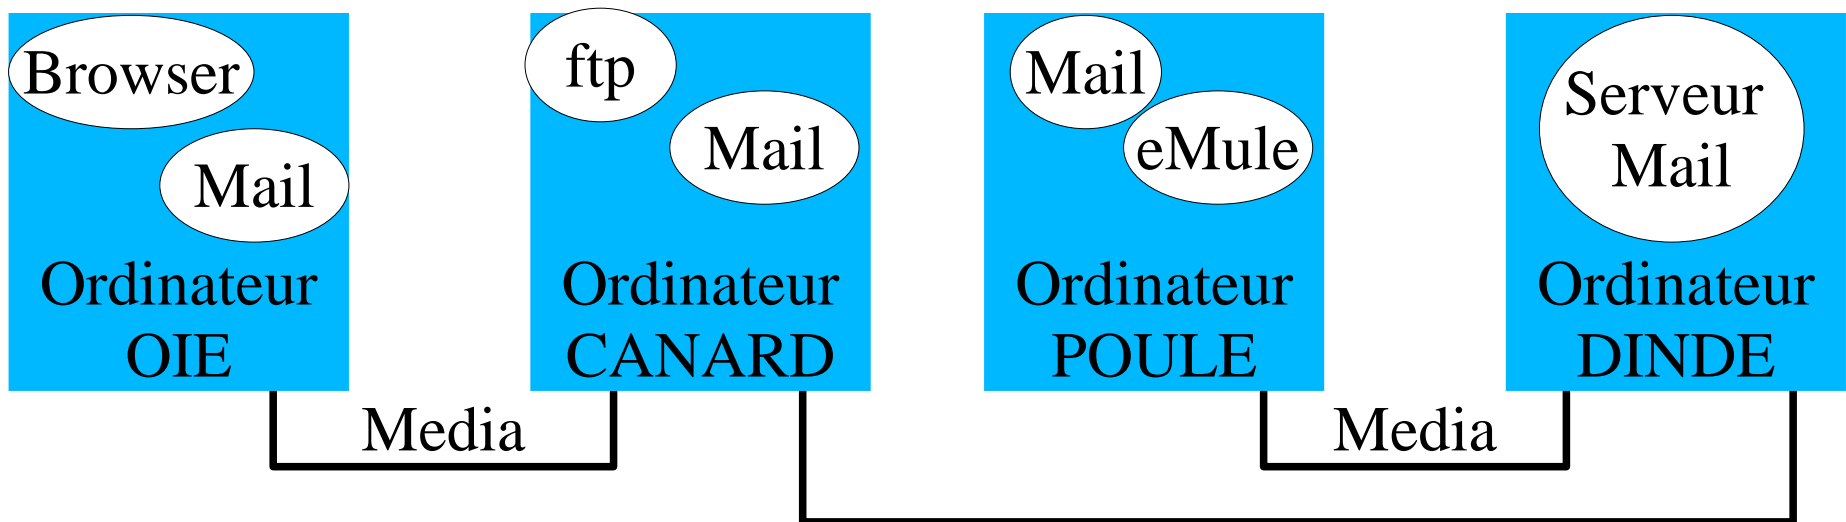 Browser
Mail
Ordinateur
OIE
ftp
Mail
Ordinateur
CANARD
Mail
eMule
Ordinateur
POULE
Serveur
Mail
Ordinateur
DINDE
Media
Media